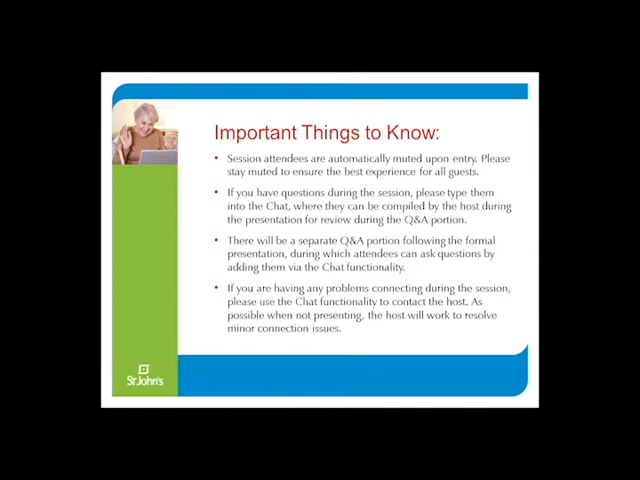 Important Things to Know:
• Session attendees are automatically muted upon entry. Please
stay muted to ensure the best experience for all guests.
• If you have questions during the session, please type them
into the Chat, where they can be compiled by the host during
the presentation for review during the Q&A portion.
• There will be a separate Q&A portion following the formal
presentation, during which attendees can ask questions by
adding them via the Chat functionality.
• If you are having any problems connecting during the session,
please use the Chat functionality to contact the host. As
possible when not presenting, the host will work to resolve
minor connection issues.
St John's